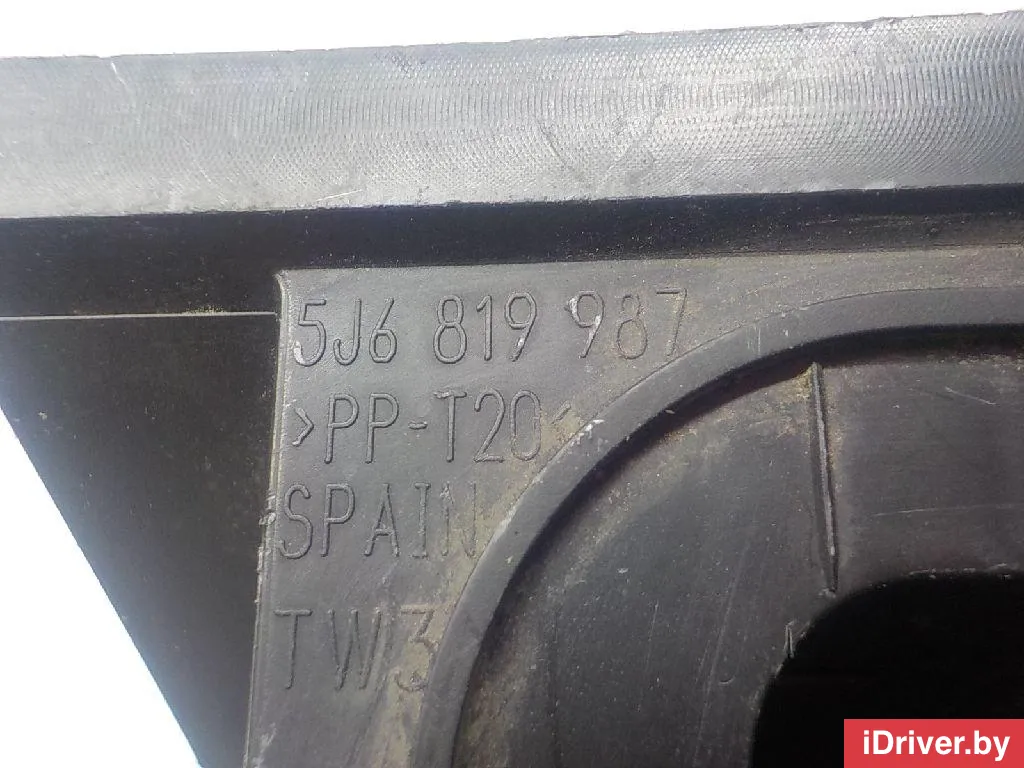 5J6 819 987
>PP-T20<
SPAIN
TW3
iDriver.by